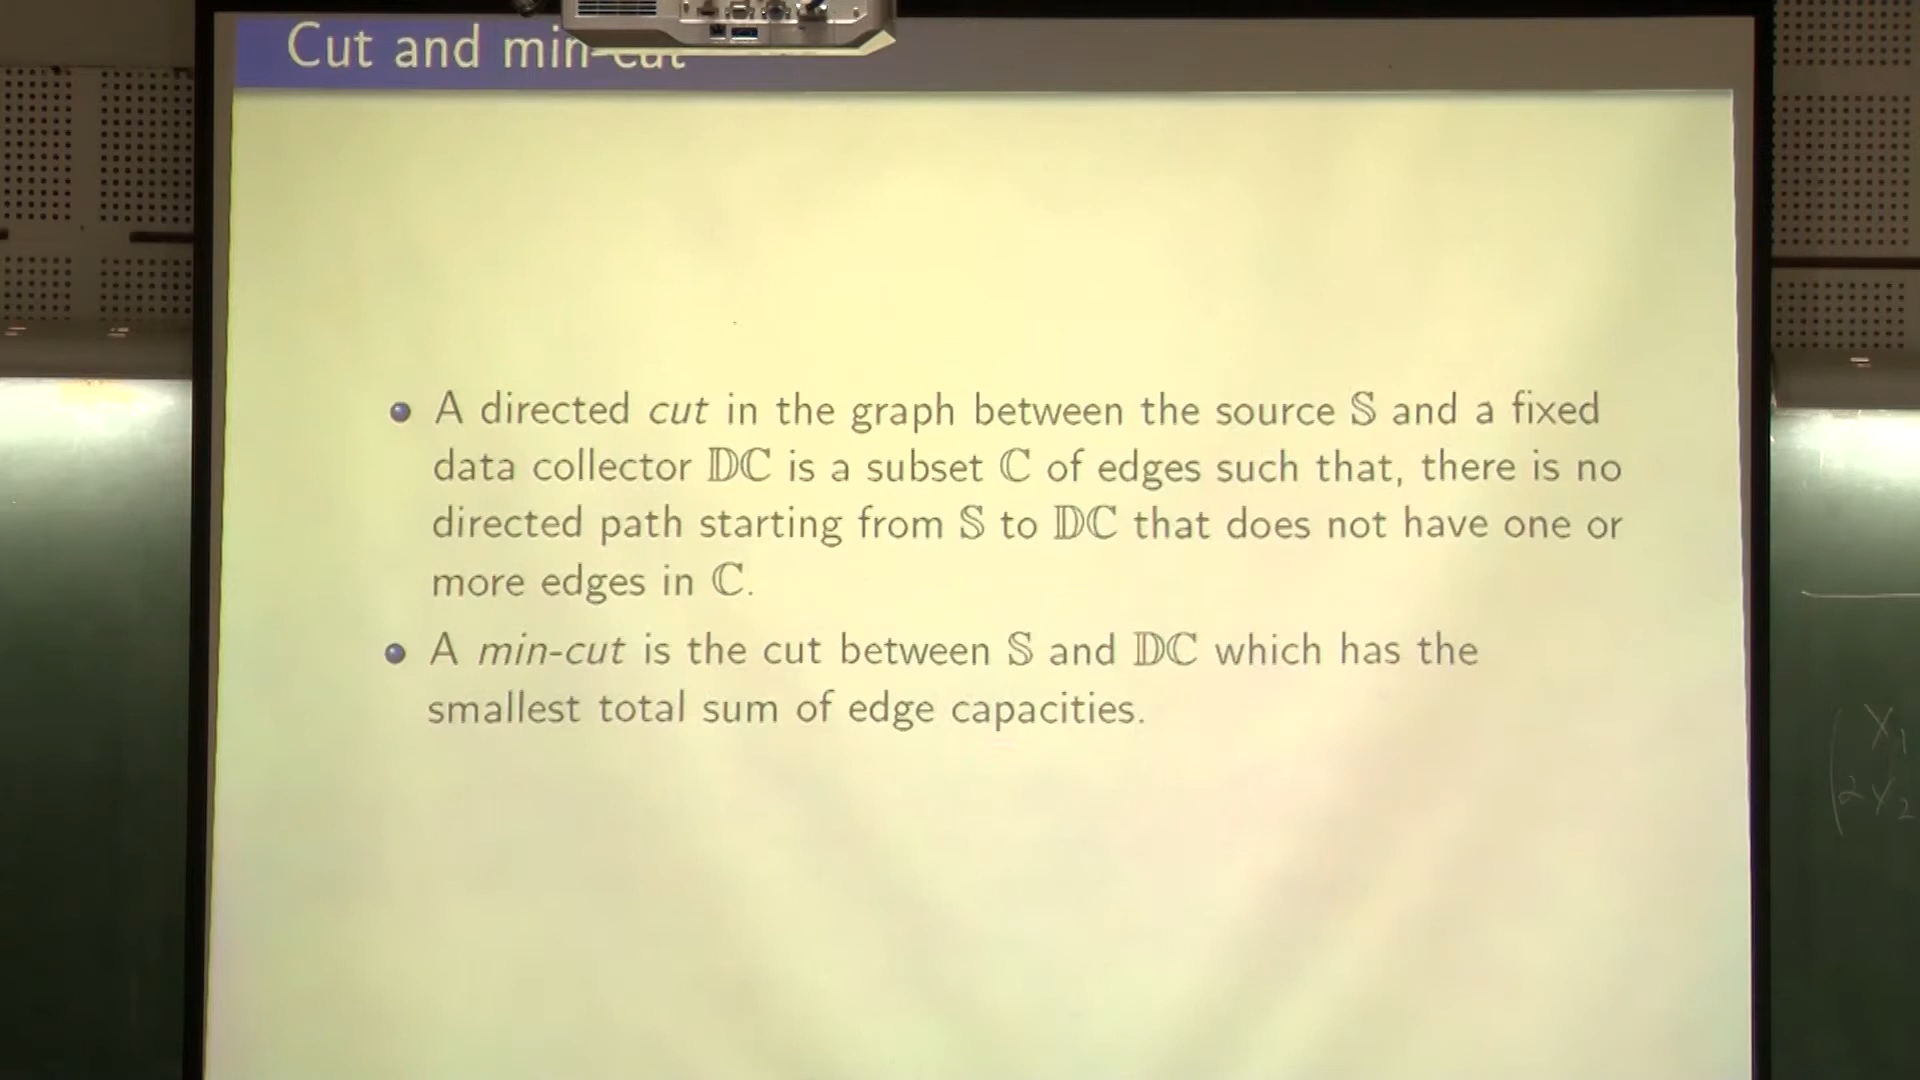 Cut and min-cut
• A directed cut in the graph between the source 𝕊 and a fixed
data collector 𝔻ℂ is a subset ℂ of edges such that, there is no
directed path starting from 𝕊 to 𝔻ℂ that does not have one or
more edges in ℂ.
• A min-cut is the cut between 𝕊 and 𝔻ℂ which has the
smallest total sum of edge capacities.
X₁
2Y₂